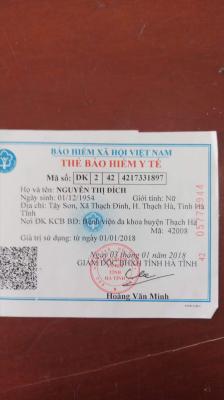 BẢO HIỂM XÃ HỘI VIỆT NAM
THẺ BẢO HIỂM Y TẾ
Mã số: DK 2 42 4217331897
Họ và tên: NGUYỄN THỊ DÍCH
Ngày sinh: 01/12/1954 Giới tính: Nữ
Địa chỉ: Tây Sơn, Xã Thạch Đỉnh, H. Thạch Hà, Tỉnh Hà
Tĩnh
Nơi ĐK KCB BĐ: Bệnh viện đa khoa huyện Thạch Hà
Mã: 42008
Giá trị sử dụng: từ ngày 01/01/2018
Ngày 03 tháng 01 năm 2018
GIÁM ĐỐC BHXH TỈNH HÀ TĨNH
TỈNH
HÀ TĨNH
Hoàng Văn Minh